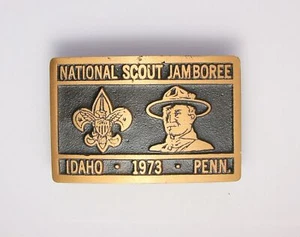 NATIONAL SCOUT JAMBOREE
IDAHO · 1973 · PENN.